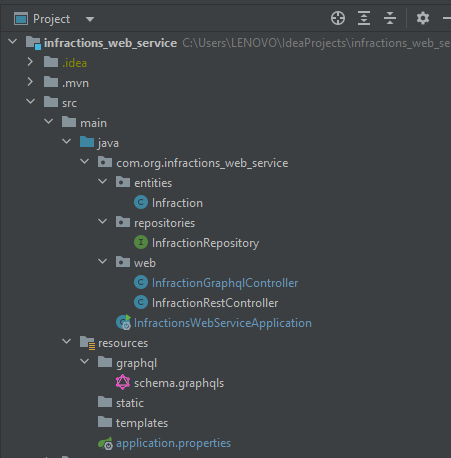 Project
infractions_web_service C:\Users\LENOVO\IdeaProjects\infractions_web_se
.idea
.mvn
src
main
java
com.org.infractions_web_service
entities
C Infraction
repositories
I InfractionRepository
web
C InfractionGraphqlController
C InfractionRestController
InfractionsWebServiceApplication
resources
graphql
schema.graphqls
static
templates
application.properties